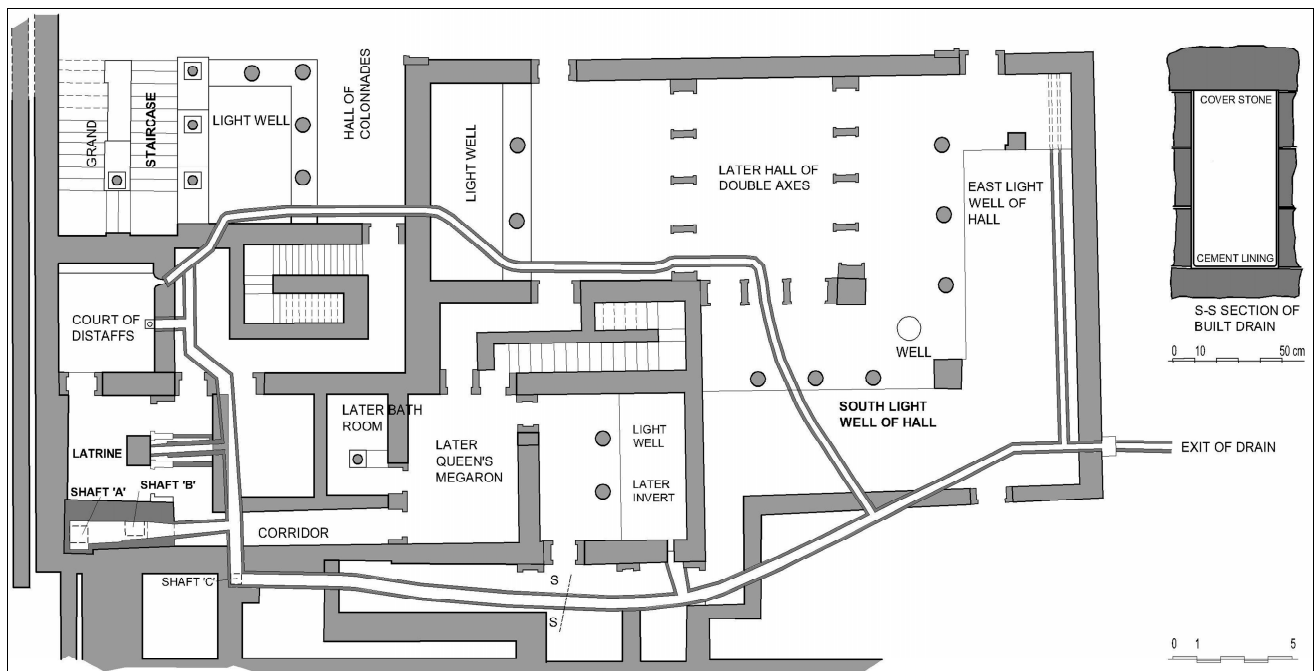 GRAND
STAIRCASE
LIGHT WELL
HALL OF
COLONNADES
LIGHT WELL
LATER HALL OF
DOUBLE AXES
EAST LIGHT
WELL OF
HALL
COVER STONE
CEMENT LINING
S-S SECTION OF
BUILT DRAIN
0 10 50 cm
COURT OF
DISTAFFS
WELL
LATER BATH
ROOM
SOUTH LIGHT
WELL OF HALL
LATRINE
LATER
QUEEN'S
MEGARON
LIGHT
WELL
LATER
INVERT
EXIT OF DRAIN
SHAFT 'A'
SHAFT 'B'
CORRIDOR
SHAFT 'C'
S
S
0 1 5